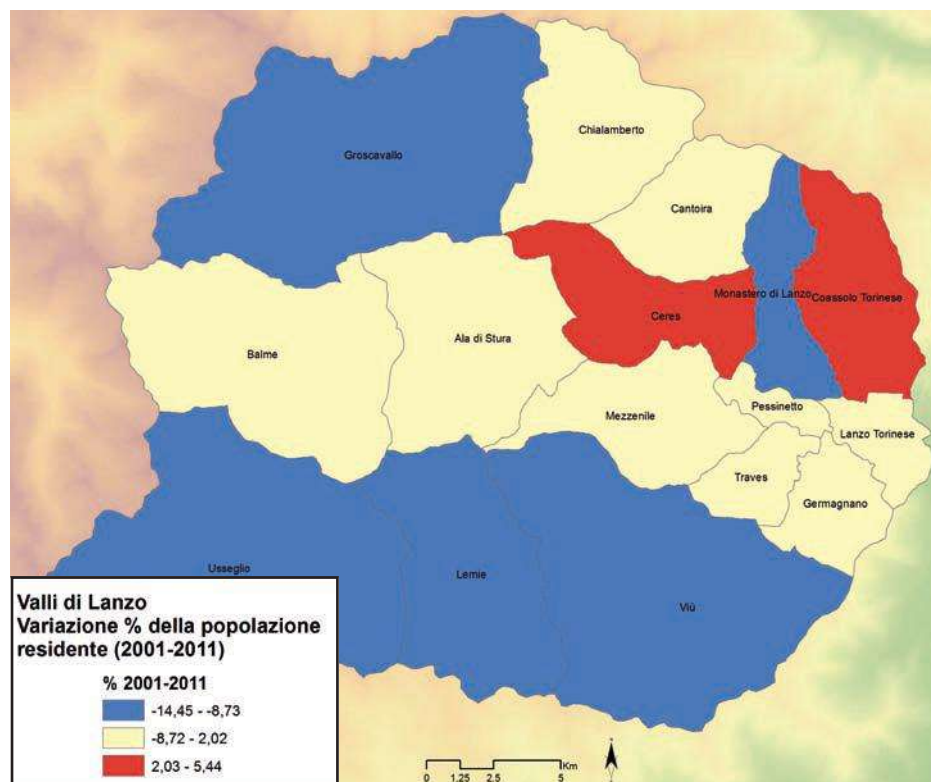 Chialamberto
Groscavallo
Cantoira
Monastero di Lanzo
Coassolo Torinese
Ceres
Ala di Stura
Balme
Pessinetto
Mezzenile
Lanzo Torinese
Traves
Germagnano
Usseglio
Lemie
Viù
Valli di Lanzo
Variazione % della popolazione
residente (2001-2011)
% 2001-2011
-14,45 - -8,73
-8,72 - 2,02
2,03 - 5,44
Km
0 1,25 2,5 5